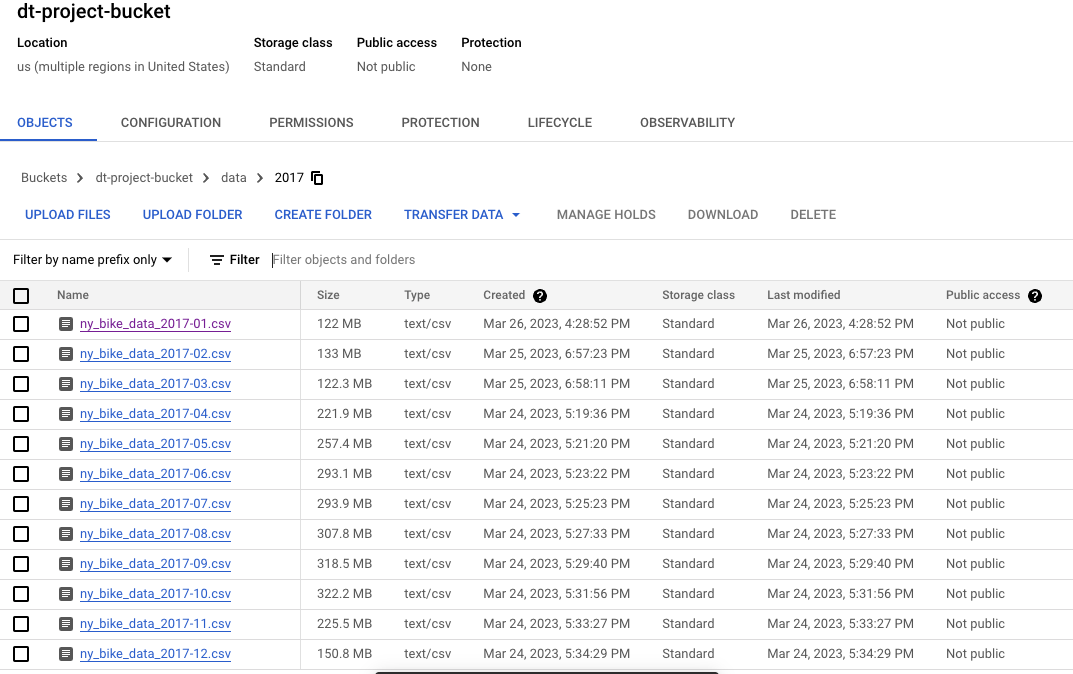 dt-project-bucket
Location Storage class Public access Protection
us (multiple regions in United States) Standard Not public None
OBJECTS CONFIGURATION PERMISSIONS PROTECTION LIFECYCLE OBSERVABILITY
Buckets > dt-project-bucket > data > 2017
UPLOAD FILES UPLOAD FOLDER CREATE FOLDER TRANSFER DATA MANAGE HOLDS DOWNLOAD DELETE
Filter by name prefix only Filter Filter objects and folders
Name Size Type Created ? Storage class Last modified Public access ?
ny_bike_data_2017-01.csv 122 MB text/csv Mar 26, 2023, 4:28:52 PM Standard Mar 26, 2023, 4:28:52 PM Not public
ny_bike_data_2017-02.csv 133 MB text/csv Mar 25, 2023, 6:57:23 PM Standard Mar 25, 2023, 6:57:23 PM Not public
ny_bike_data_2017-03.csv 122.3 MB text/csv Mar 25, 2023, 6:58:11 PM Standard Mar 25, 2023, 6:58:11 PM Not public
ny_bike_data_2017-04.csv 221.9 MB text/csv Mar 24, 2023, 5:19:36 PM Standard Mar 24, 2023, 5:19:36 PM Not public
ny_bike_data_2017-05.csv 257.4 MB text/csv Mar 24, 2023, 5:21:20 PM Standard Mar 24, 2023, 5:21:20 PM Not public
ny_bike_data_2017-06.csv 293.1 MB text/csv Mar 24, 2023, 5:23:22 PM Standard Mar 24, 2023, 5:23:22 PM Not public
ny_bike_data_2017-07.csv 293.9 MB text/csv Mar 24, 2023, 5:25:23 PM Standard Mar 24, 2023, 5:25:23 PM Not public
ny_bike_data_2017-08.csv 307.8 MB text/csv Mar 24, 2023, 5:27:33 PM Standard Mar 24, 2023, 5:27:33 PM Not public
ny_bike_data_2017-09.csv 318.5 MB text/csv Mar 24, 2023, 5:29:40 PM Standard Mar 24, 2023, 5:29:40 PM Not public
ny_bike_data_2017-10.csv 322.2 MB text/csv Mar 24, 2023, 5:31:56 PM Standard Mar 24, 2023, 5:31:56 PM Not public
ny_bike_data_2017-11.csv 225.5 MB text/csv Mar 24, 2023, 5:33:27 PM Standard Mar 24, 2023, 5:33:27 PM Not public
ny_bike_data_2017-12.csv 150.8 MB text/csv Mar 24, 2023, 5:34:29 PM Standard Mar 24, 2023, 5:34:29 PM Not public